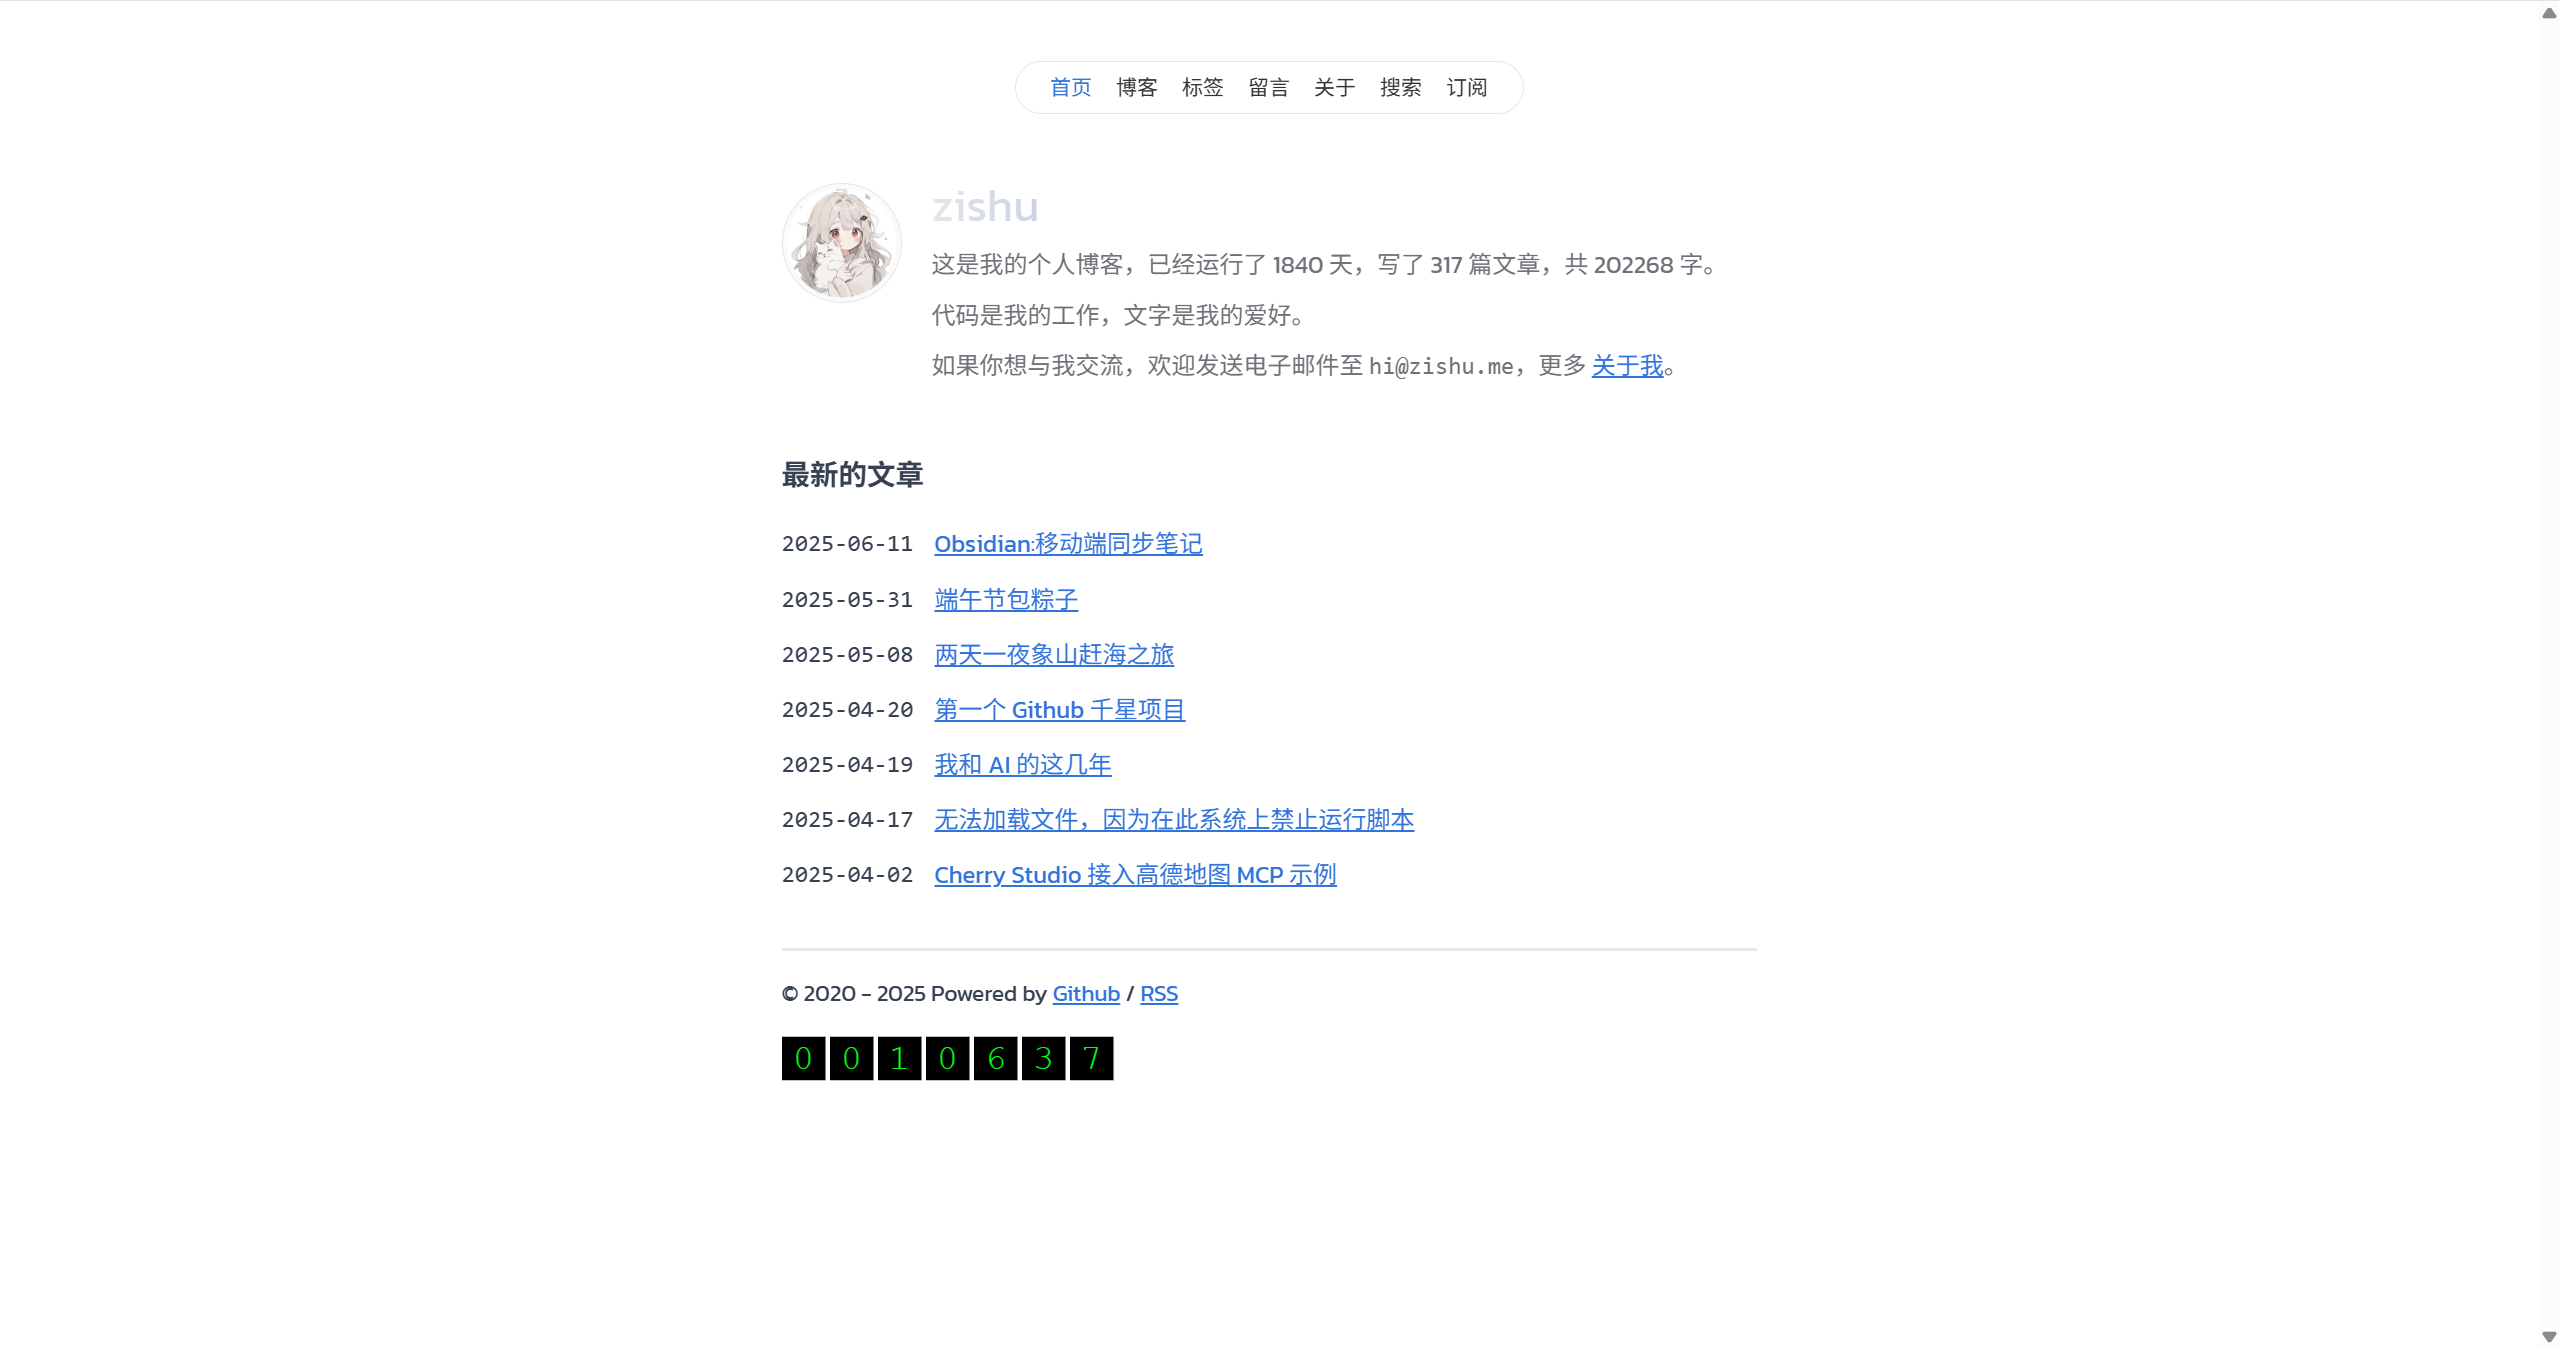 首页 博客 标签 留言 关于 搜索 订阅
zishu
这是我的个人博客，已经运行了 1840 天，写了 317 篇文章，共 202268 字。
代码是我的工作，文字是我的爱好。
如果你想与我交流，欢迎发送电子邮件至 hi@zishu.me，更多 关于我。
最新的文章
2025-06-11 Obsidian:移动端同步笔记
2025-05-31 端午节包粽子
2025-05-08 两天一夜象山赶海之旅
2025-04-20 第一个 Github 千星项目
2025-04-19 我和 AI 的这几年
2025-04-17 无法加载文件，因为在此系统上禁止运行脚本
2025-04-02 Cherry Studio 接入高德地图 MCP 示例
© 2020 - 2025 Powered by Github / RSS
0 0 1 0 6 3 7